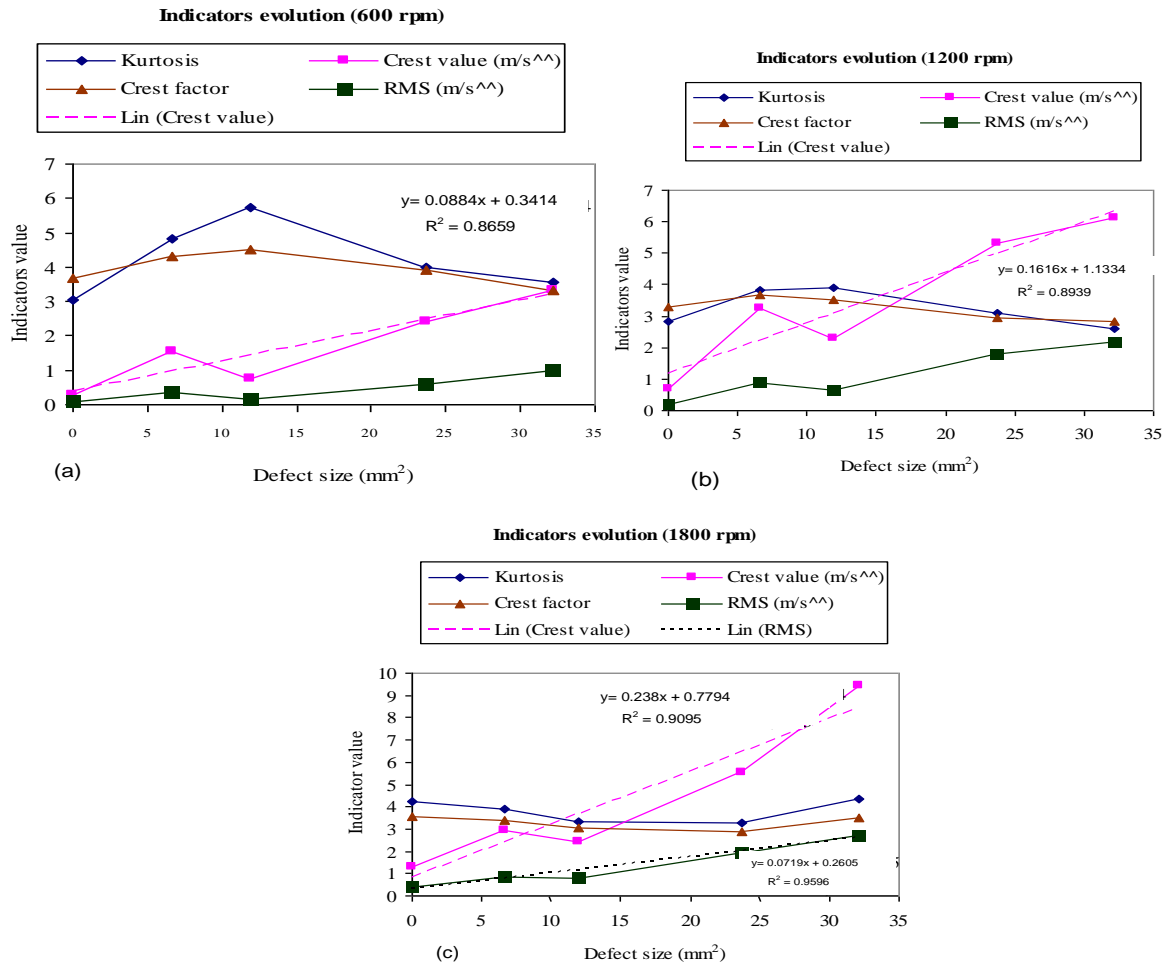 Indicators evolution (600 rpm)
Kurtosis
Crest value (m/s^^)
Crest factor
RMS (m/s^^)
Lin (Crest value)
7
6
5
4
3
2
1
0
Indicators value
y= 0.0884x + 0.3414
R² = 0.8659
0 5 10 15 20 25 30 35
Defect size (mm²)
(a)
Indicators evolution (1200 rpm)
Kurtosis
Crest value (m/s^^)
Crest factor
RMS (m/s^^)
Lin (Crest value)
7
6
5
4
3
2
1
0
Indicators value
y= 0.1616x + 1.1334
R² = 0.8939
0 5 10 15 20 25 30 35
Defect size (mm²)
(b)
Indicators evolution (1800 rpm)
Kurtosis
Crest value (m/s^^)
Crest factor
RMS (m/s^^)
Lin (Crest value)
Lin (RMS)
10
9
8
7
6
5
4
3
2
1
0
Indicator value
y= 0.238x + 0.7794
R² = 0.9095
y= 0.0719x + 0.2605
R² = 0.9596
0 5 10 15 20 25 30 35
Defect size (mm²)
(c)